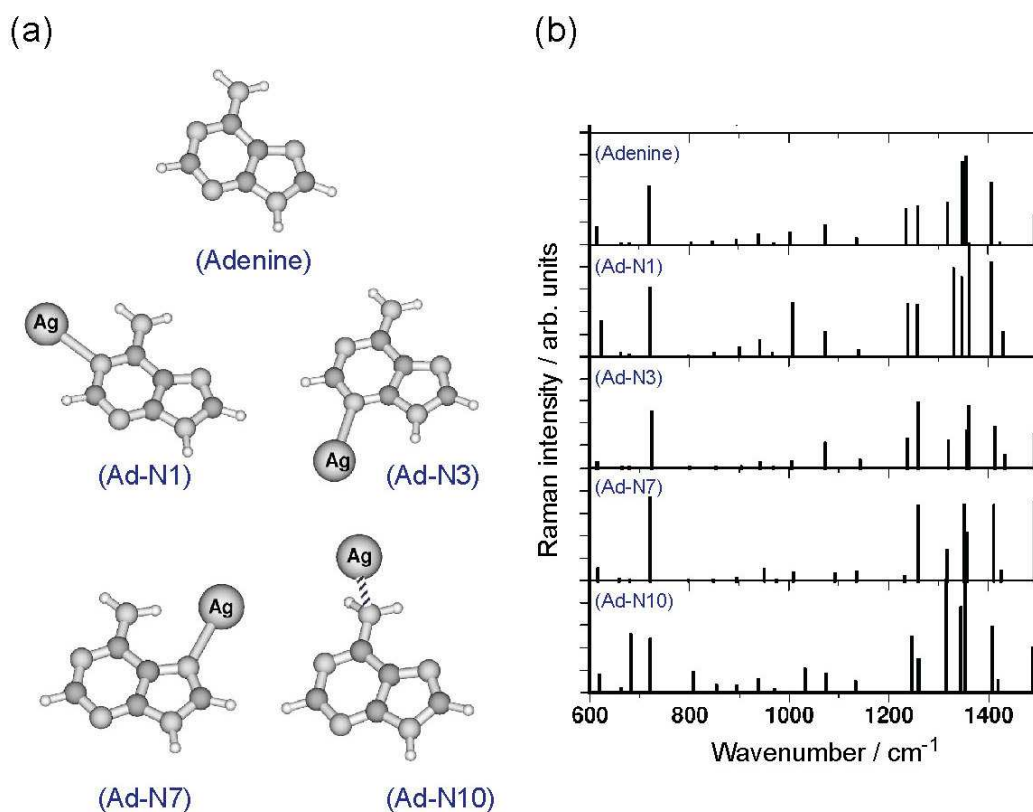 (a)
(Adenine)
Ag
(Ad-N1)
Ag
(Ad-N3)
Ag
(Ad-N7)
Ag
(Ad-N10)
(b)
Raman intensity / arb. units
(Adenine)
(Ad-N1)
(Ad-N3)
(Ad-N7)
(Ad-N10)
600 800 1000 1200 1400
Wavenumber / cm⁻¹